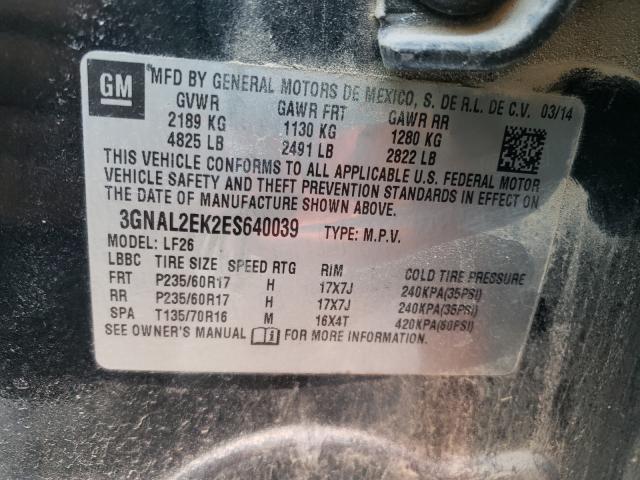 GM
MFD BY GENERAL MOTORS DE MEXICO, S. DE R.L. DE C.V. 03/14
GVWR GAWR FRT GAWR RR
2189 KG 1130 KG 1280 KG
4825 LB 2491 LB 2822 LB
THIS VEHICLE CONFORMS TO ALL APPLICABLE U.S. FEDERAL MOTOR
VEHICLE SAFETY AND THEFT PREVENTION STANDARDS IN EFFECT ON
THE DATE OF MANUFACTURE SHOWN ABOVE.
3GNAL2EK2ES640039 TYPE: M.P.V.
MODEL: LF26
LBBC TIRE SIZE SPEED RTG RIM COLD TIRE PRESSURE
FRT P235/60R17 H 17X7J 240KPA(35PSI)
RR P235/60R17 H 17X7J 240KPA(35PSI)
SPA T135/70R16 M 16X4T 420KPA(60PSI)
SEE OWNER'S MANUAL FOR MORE INFORMATION.